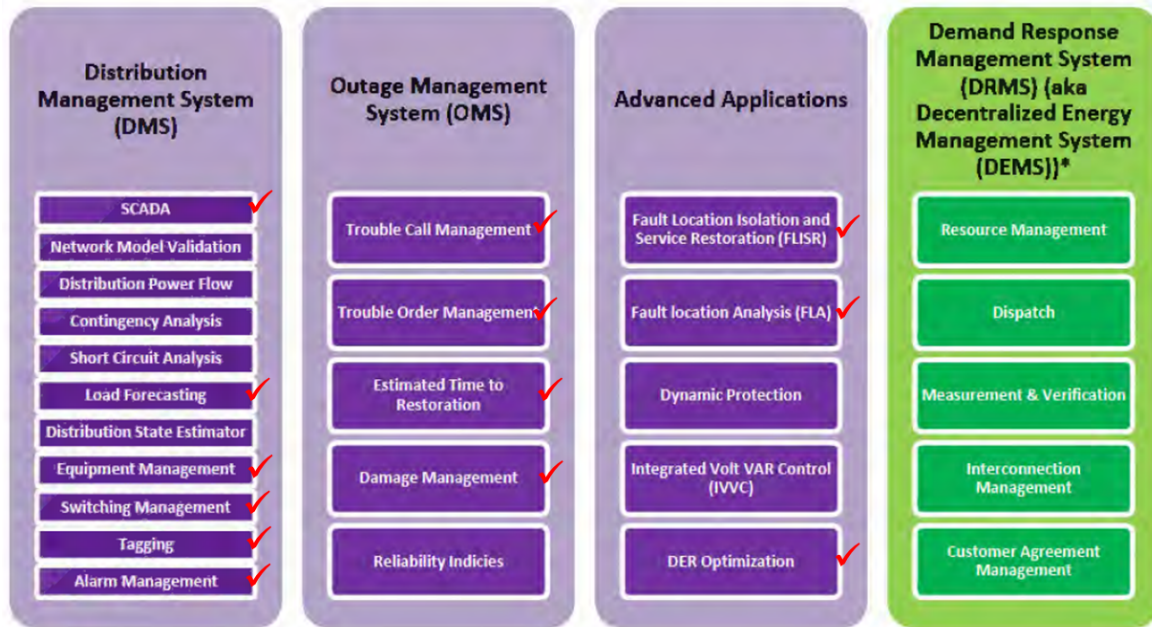 Distribution
Management System
(DMS)
SCADA
Network Model Validation
Distribution Power Flow
Contingency Analysis
Short Circuit Analysis
Load Forecasting
Distribution State Estimator
Equipment Management
Switching Management
Tagging
Alarm Management
Outage Management
System (OMS)
Trouble Call Management
Trouble Order Management
Estimated Time to
Restoration
Damage Management
Reliability Indicies
Advanced Applications
Fault Location Isolation and
Service Restoration (FLISR)
Fault location Analysis (FLA)
Dynamic Protection
Integrated Volt VAR Control
(IVVC)
DER Optimization
Demand Response
Management System
(DRMS) (aka
Decentralized Energy
Management System
(DEMS))*
Resource Management
Dispatch
Measurement & Verification
Interconnection
Management
Customer Agreement
Management